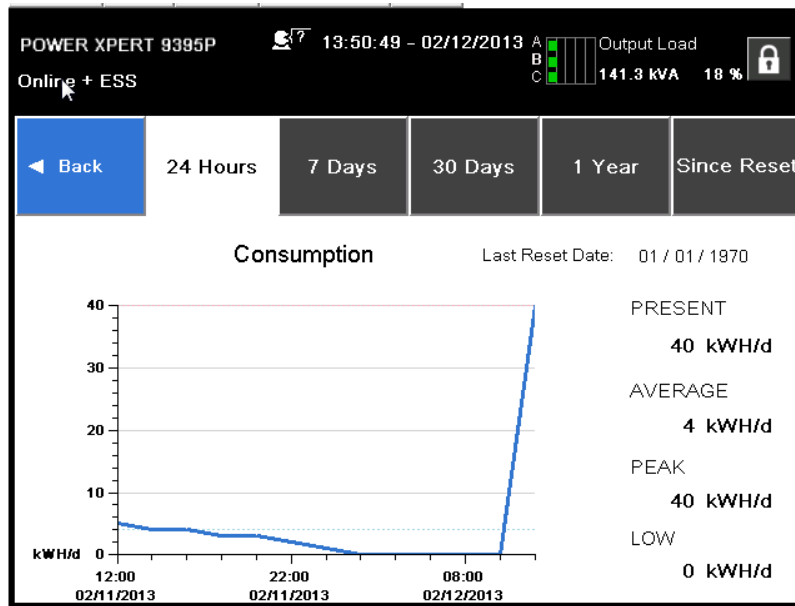 POWER XPERT 9395P
? 13:50:49 - 02/12/2013
A
B
C
Output Load
141.3 kVA 18 %
Online + ESS
Back
24 Hours
7 Days
30 Days
1 Year
Since Reset
Consumption
Last Reset Date: 01 / 01 / 1970
40
30
20
10
kWH/d 0
12:00
02/11/2013
22:00
02/11/2013
08:00
02/12/2013
PRESENT
40 kWH/d
AVERAGE
4 kWH/d
PEAK
40 kWH/d
LOW
0 kWH/d